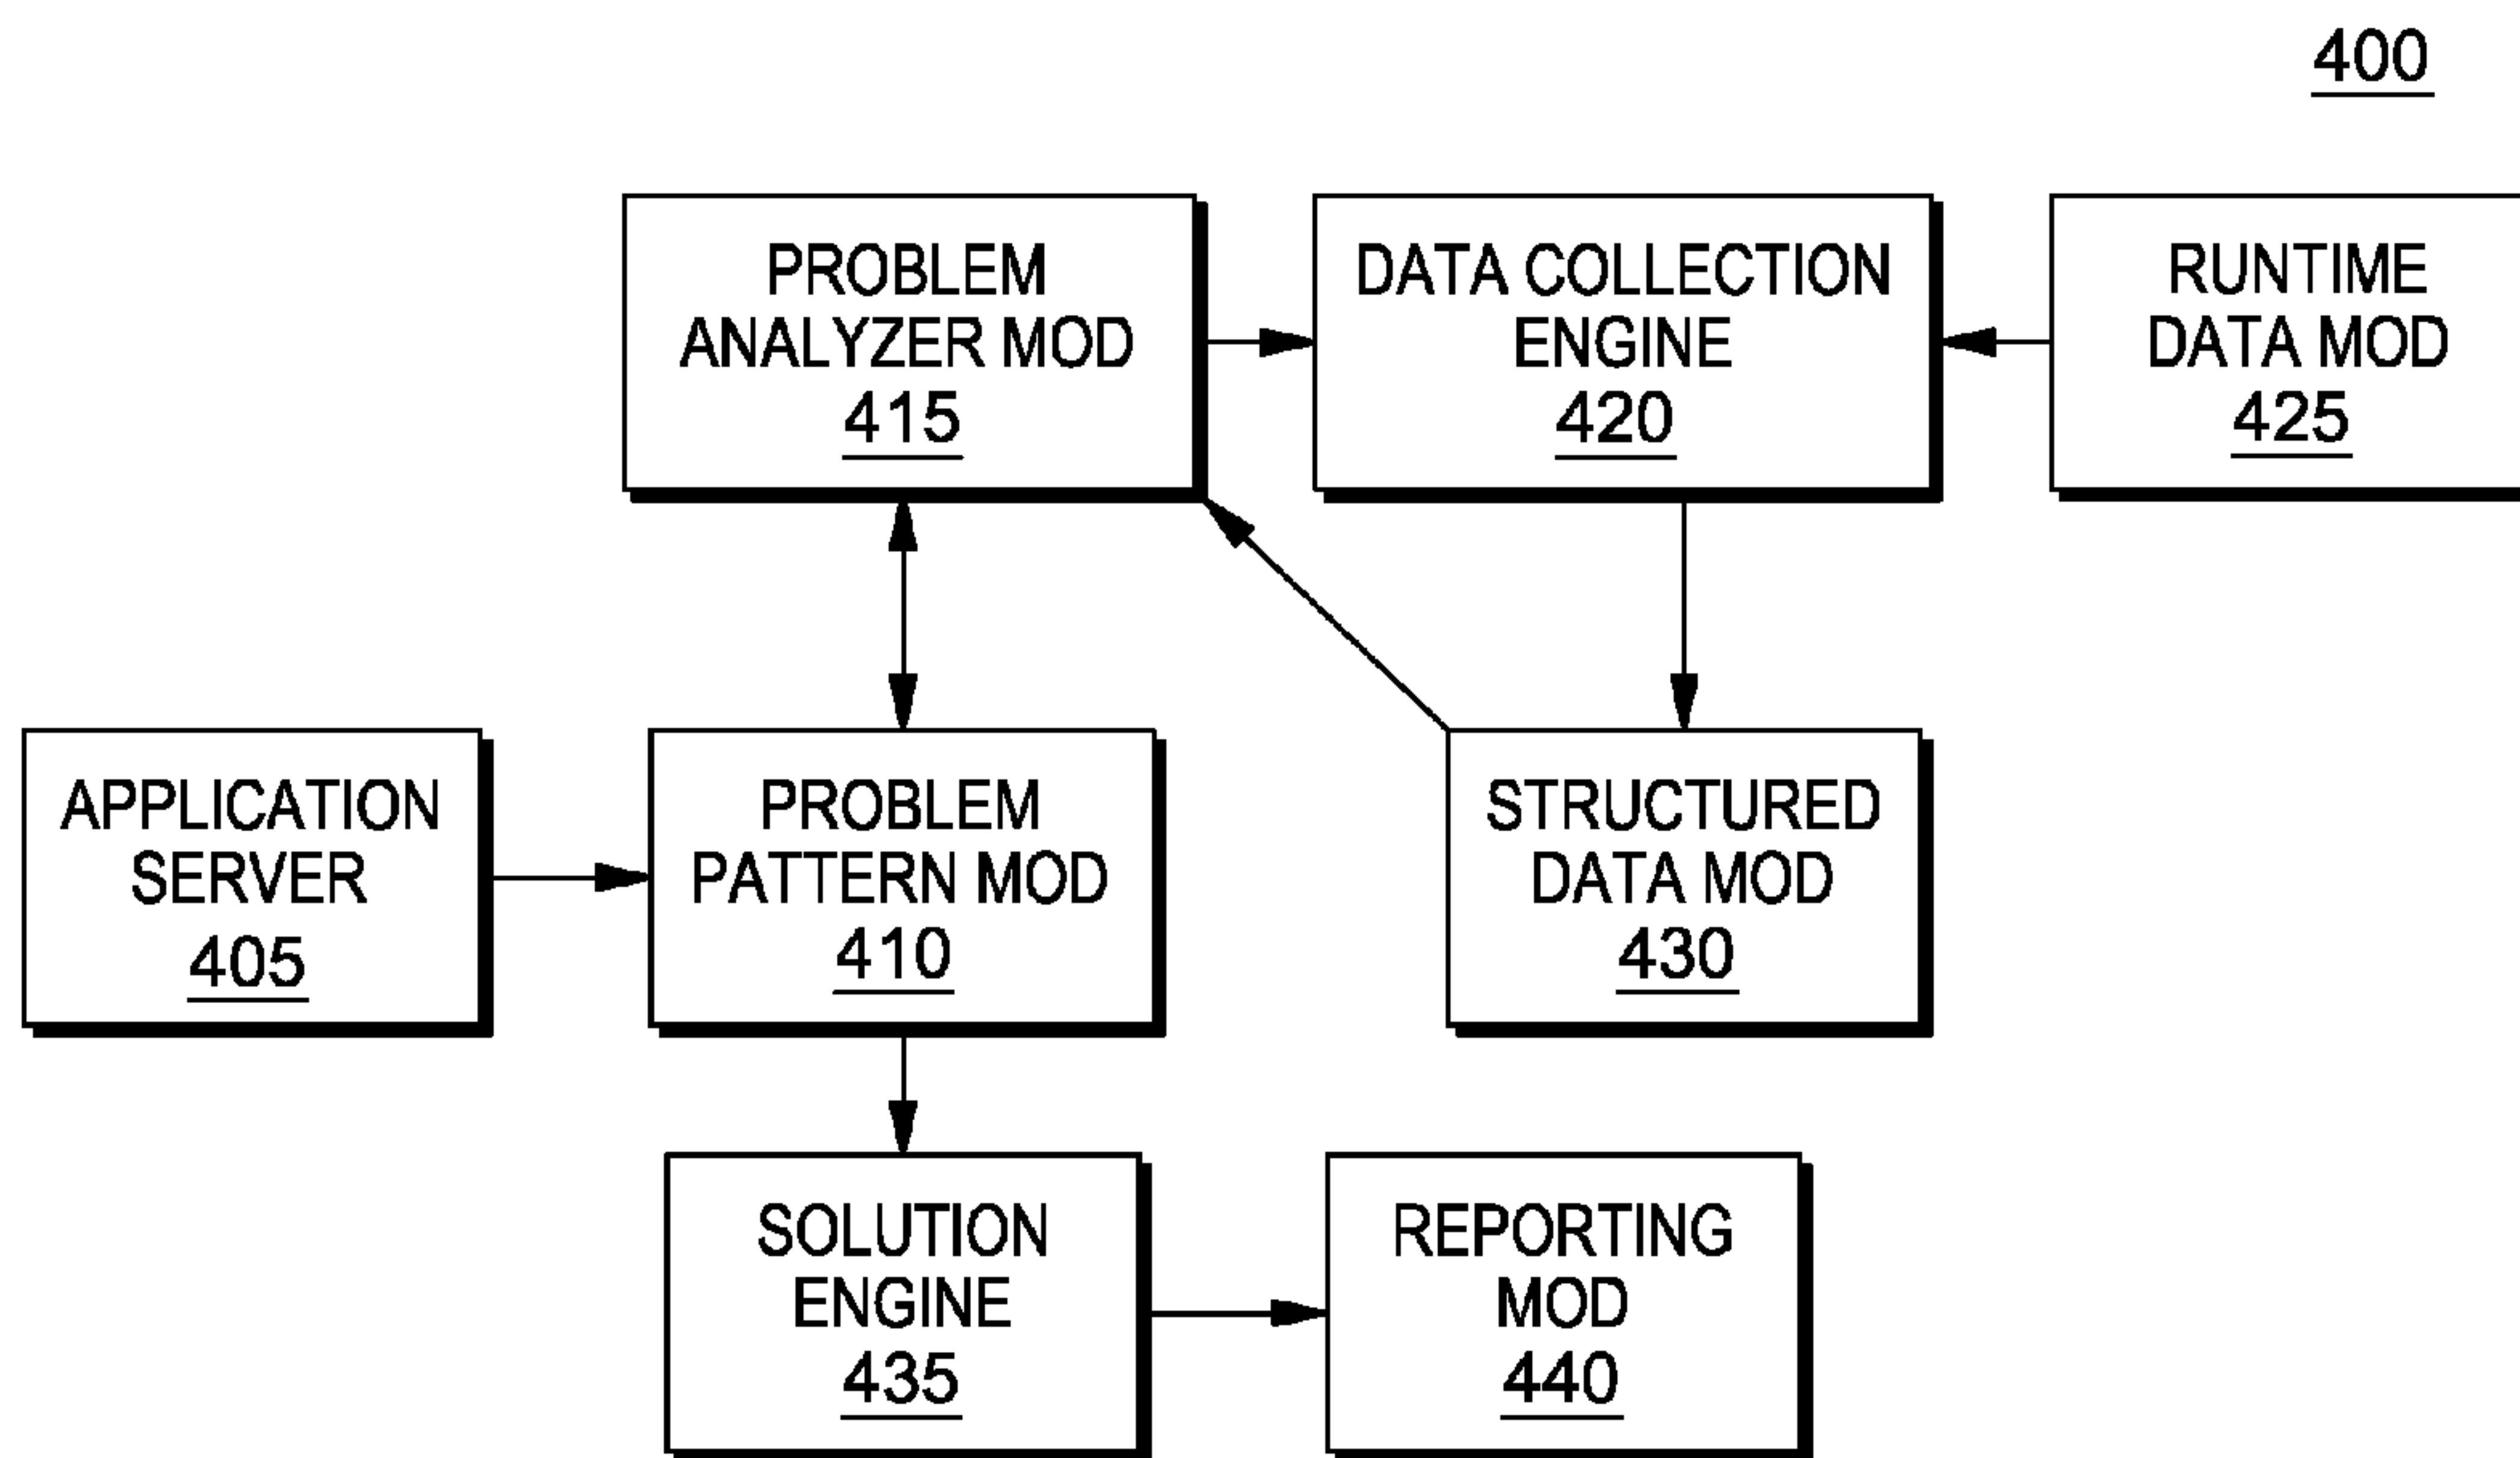 400
PROBLEM
ANALYZER MOD
415
DATA COLLECTION
ENGINE
420
RUNTIME
DATA MOD
425
APPLICATION
SERVER
405
PROBLEM
PATTERN MOD
410
STRUCTURED
DATA MOD
430
SOLUTION
ENGINE
435
REPORTING
MOD
440